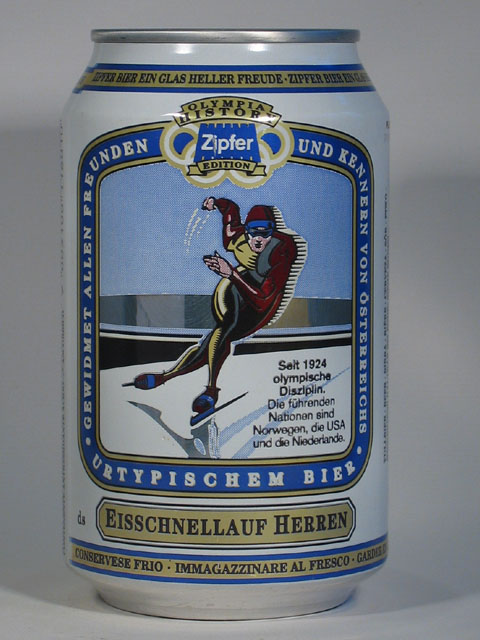 ZIPFER BIER EIN GLAS HELLER FREUDE · ZIPFER BIER EIN GLAS
OLYMPIA
HISTORY
Zipfer
EDITION
GEWIDMET ALLEN FREUNDEN UND KENNERN VON ÖSTERREICHS
URTYPISCHEM BIER
Seit 1924
olympische
Disziplin.
Die führenden
Nationen sind
Norwegen, die USA
und die Niederlande.
ds
EISSCHNELLAUF HERREN
CONSERVESE FRIO · IMMAGAZZINARE AL FRESCO ·